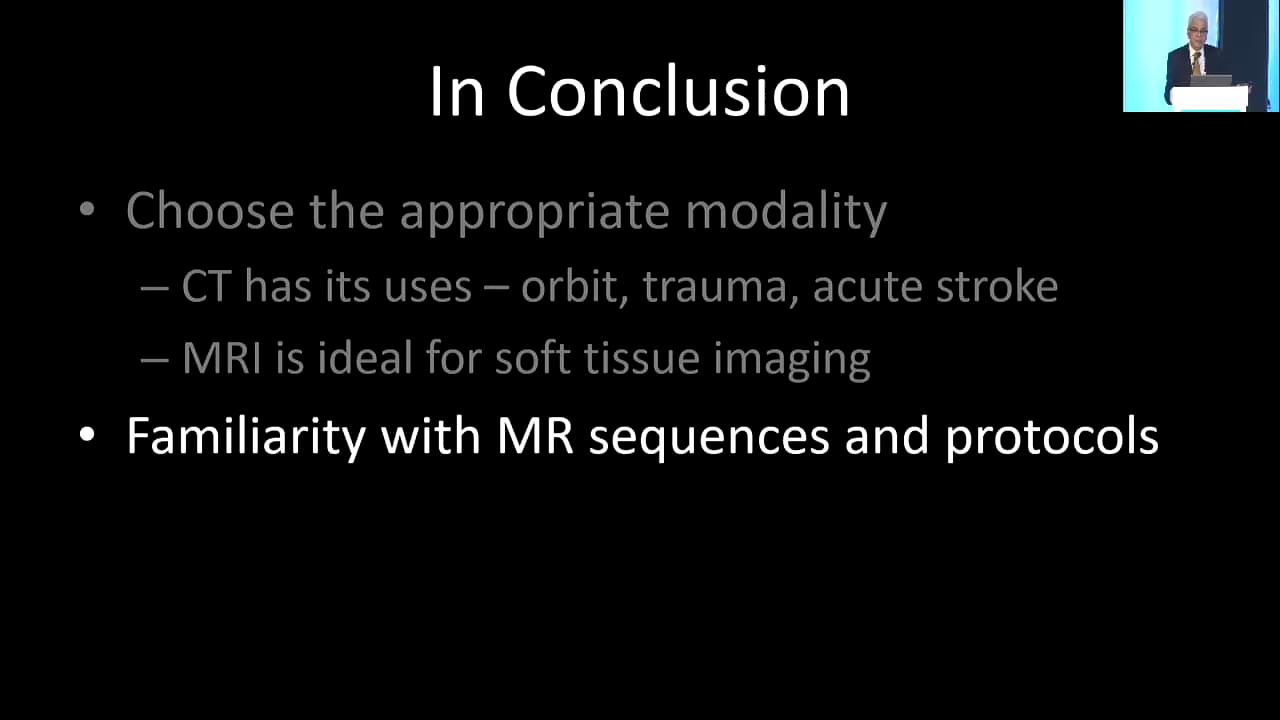 In Conclusion
• Choose the appropriate modality
– CT has its uses – orbit, trauma, acute stroke
– MRI is ideal for soft tissue imaging
• Familiarity with MR sequences and protocols